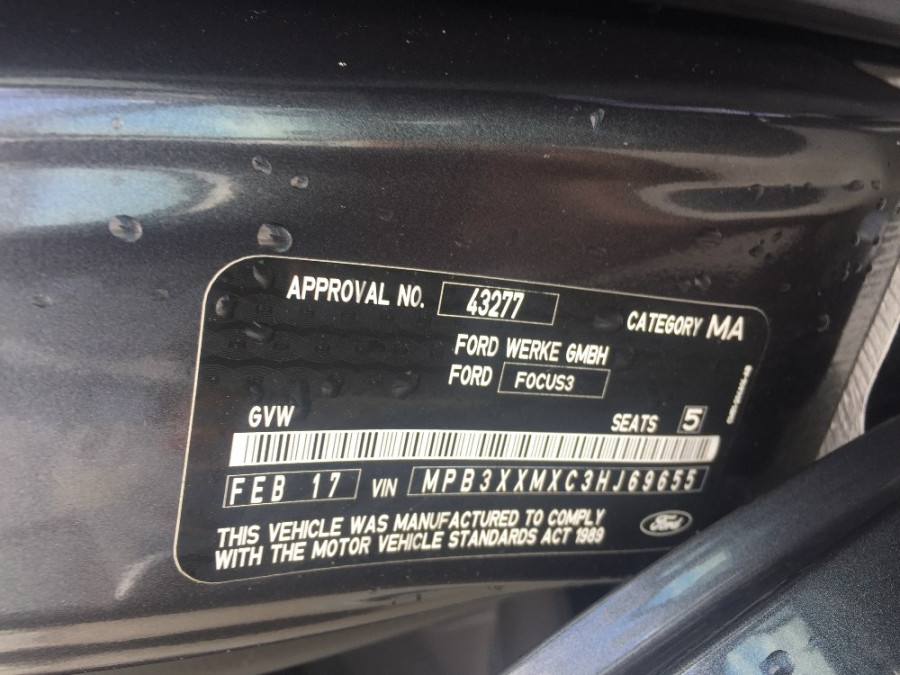 APPROVAL NO. 43277
CATEGORY MA
FORD WERKE GMBH
FORD FOCUS3
GVW
SEATS 5
FEB 17 VIN MPB3XXMXC3HJ69655
THIS VEHICLE WAS MANUFACTURED TO COMPLY
WITH THE MOTOR VEHICLE STANDARDS ACT 1989
Ford